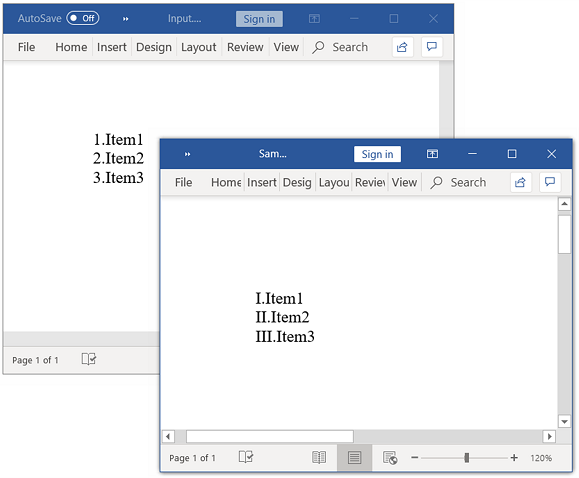 AutoSave Off Input.... Sign in
File Home Insert Design Layout Review View Search
1.Item1
2.Item2
3.Item3
Page 1 of 1
Sam... Sign in
File Home Insert Desig Layou Review View Search
I.Item1
II.Item2
III.Item3
Page 1 of 1 120%